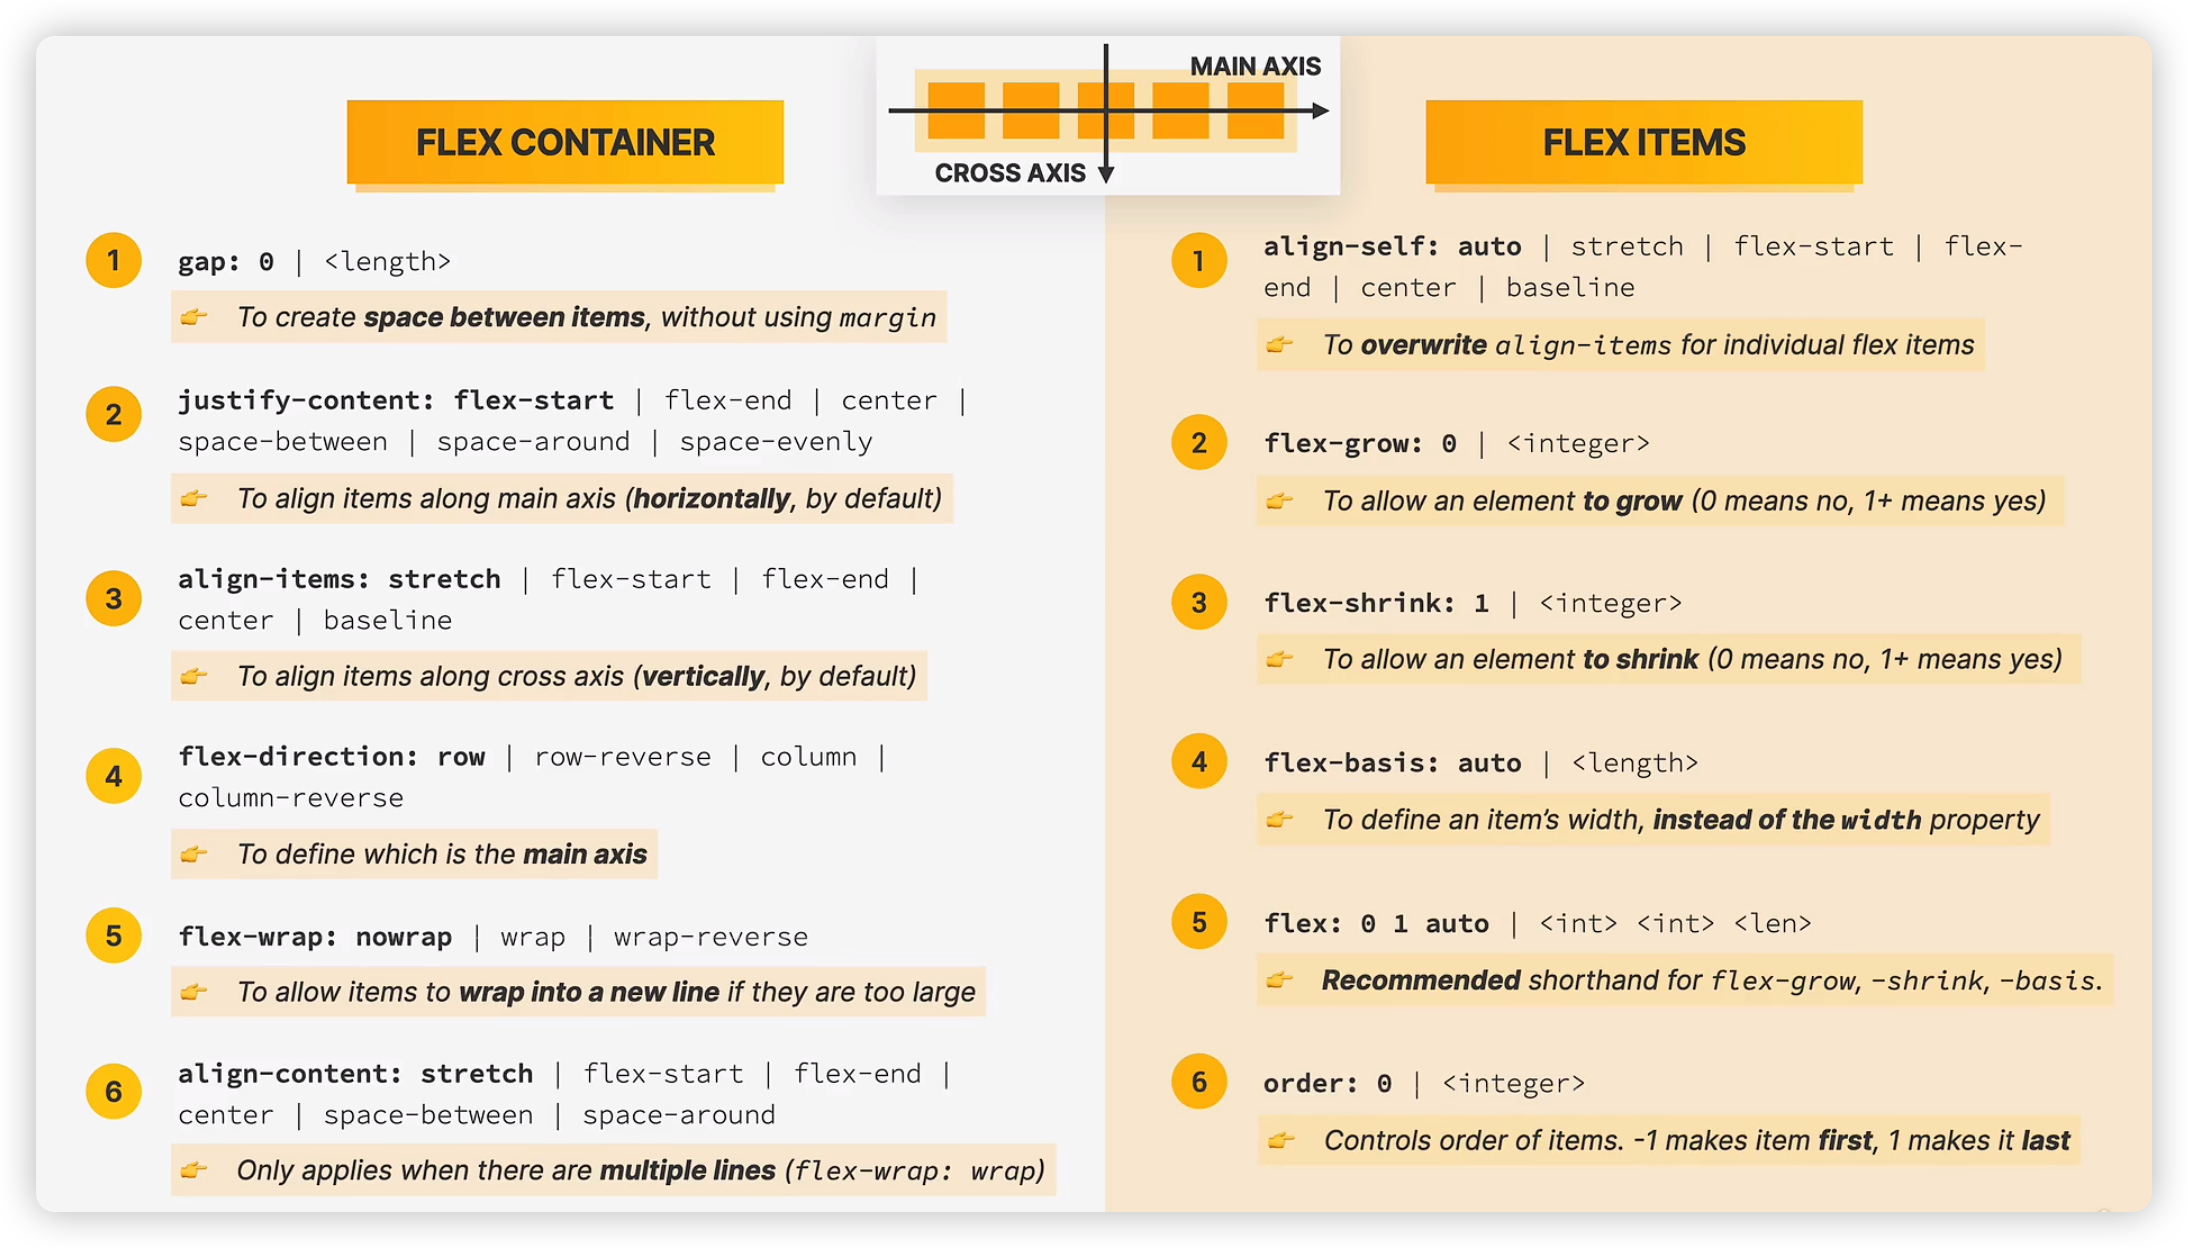 MAIN AXIS
CROSS AXIS
FLEX CONTAINER
1
gap: 0 | <length>
👉 To create space between items, without using margin
2
justify-content: flex-start | flex-end | center |
space-between | space-around | space-evenly
👉 To align items along main axis (horizontally, by default)
3
align-items: stretch | flex-start | flex-end |
center | baseline
👉 To align items along cross axis (vertically, by default)
4
flex-direction: row | row-reverse | column |
column-reverse
👉 To define which is the main axis
5
flex-wrap: nowrap | wrap | wrap-reverse
👉 To allow items to wrap into a new line if they are too large
6
align-content: stretch | flex-start | flex-end |
center | space-between | space-around
👉 Only applies when there are multiple lines (flex-wrap: wrap)
FLEX ITEMS
1
align-self: auto | stretch | flex-start | flex-
end | center | baseline
👉 To overwrite align-items for individual flex items
2
flex-grow: 0 | <integer>
👉 To allow an element to grow (0 means no, 1+ means yes)
3
flex-shrink: 1 | <integer>
👉 To allow an element to shrink (0 means no, 1+ means yes)
4
flex-basis: auto | <length>
👉 To define an item’s width, instead of the width property
5
flex: 0 1 auto | <int> <int> <len>
👉 Recommended shorthand for flex-grow, -shrink, -basis.
6
order: 0 | <integer>
👉 Controls order of items. -1 makes item first, 1 makes it last